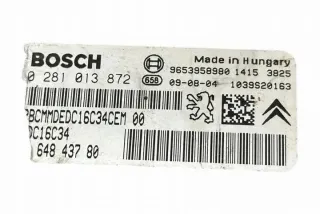 BOSCH
Made in Hungary
9653958980 1415 3825
0 281 013 872
658
09-08-04 1039S20163
PBCMMDEDC16C34CEM 00
DC16C34
648 437 80